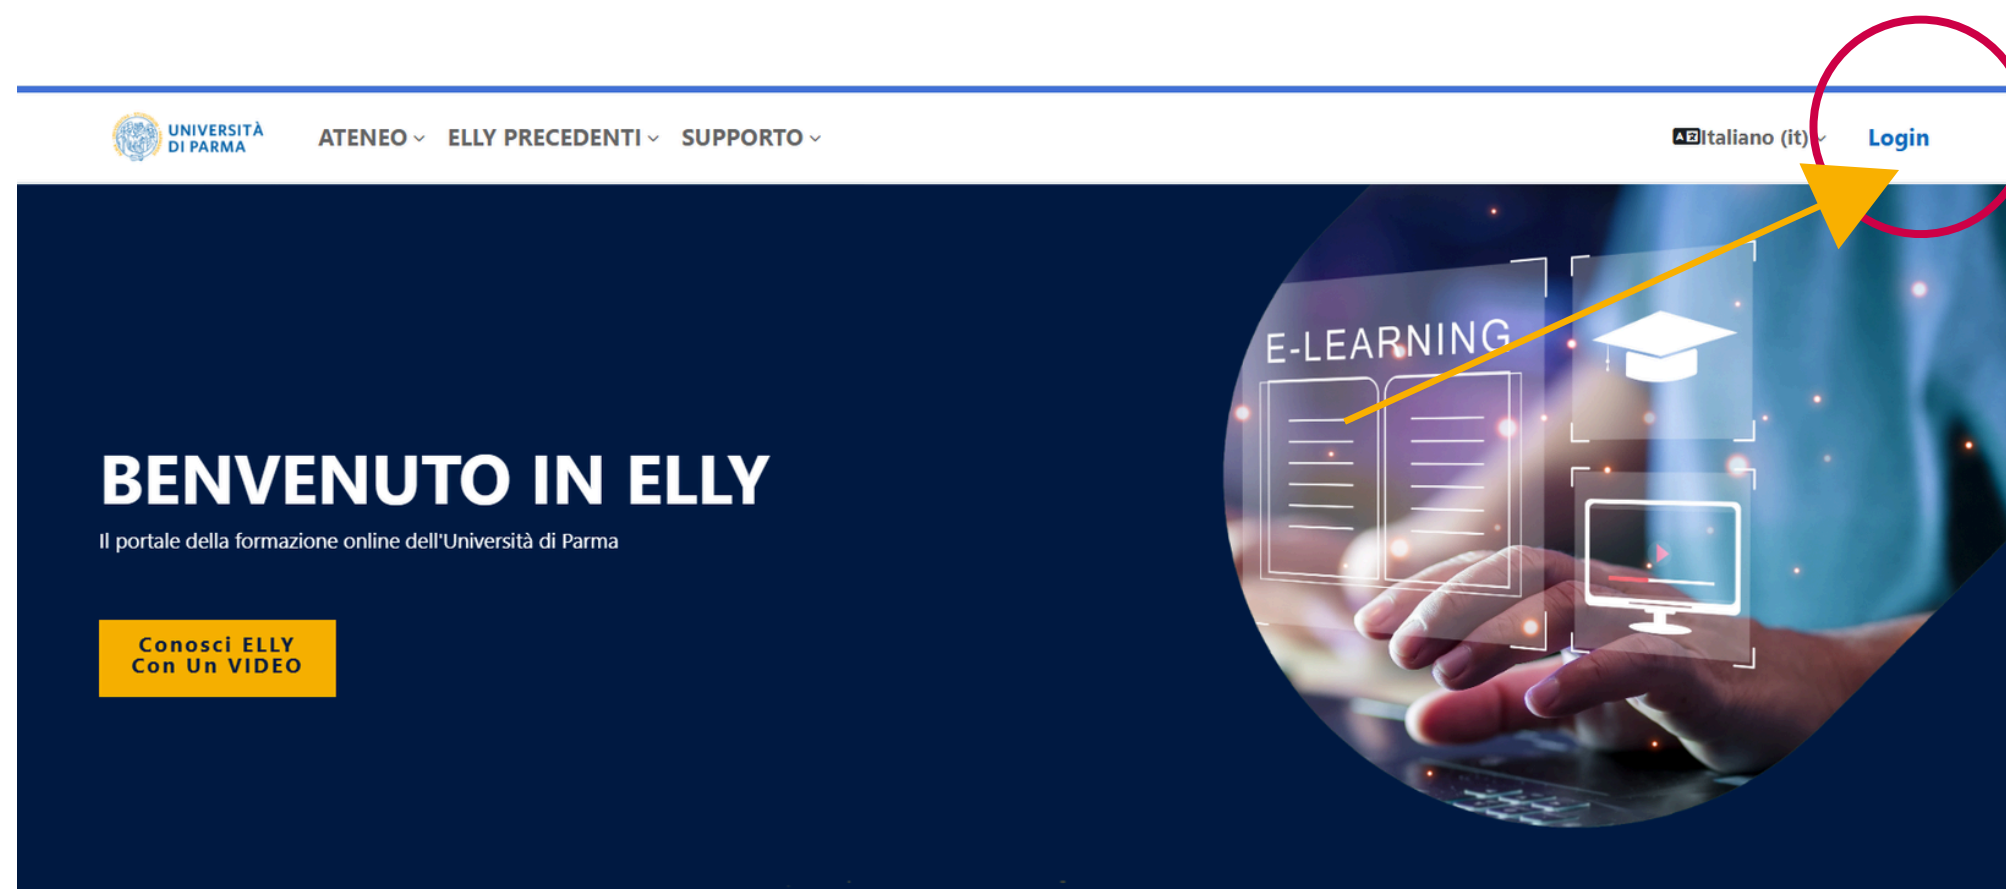 UNIVERSITÀ
DI PARMA
ATENEO ELLY PRECEDENTI SUPPORTO
Italiano (it) Login
E-LEARNING
BENVENUTO IN ELLY
Il portale della formazione online dell'Università di Parma
Conosci ELLY
Con Un VIDEO